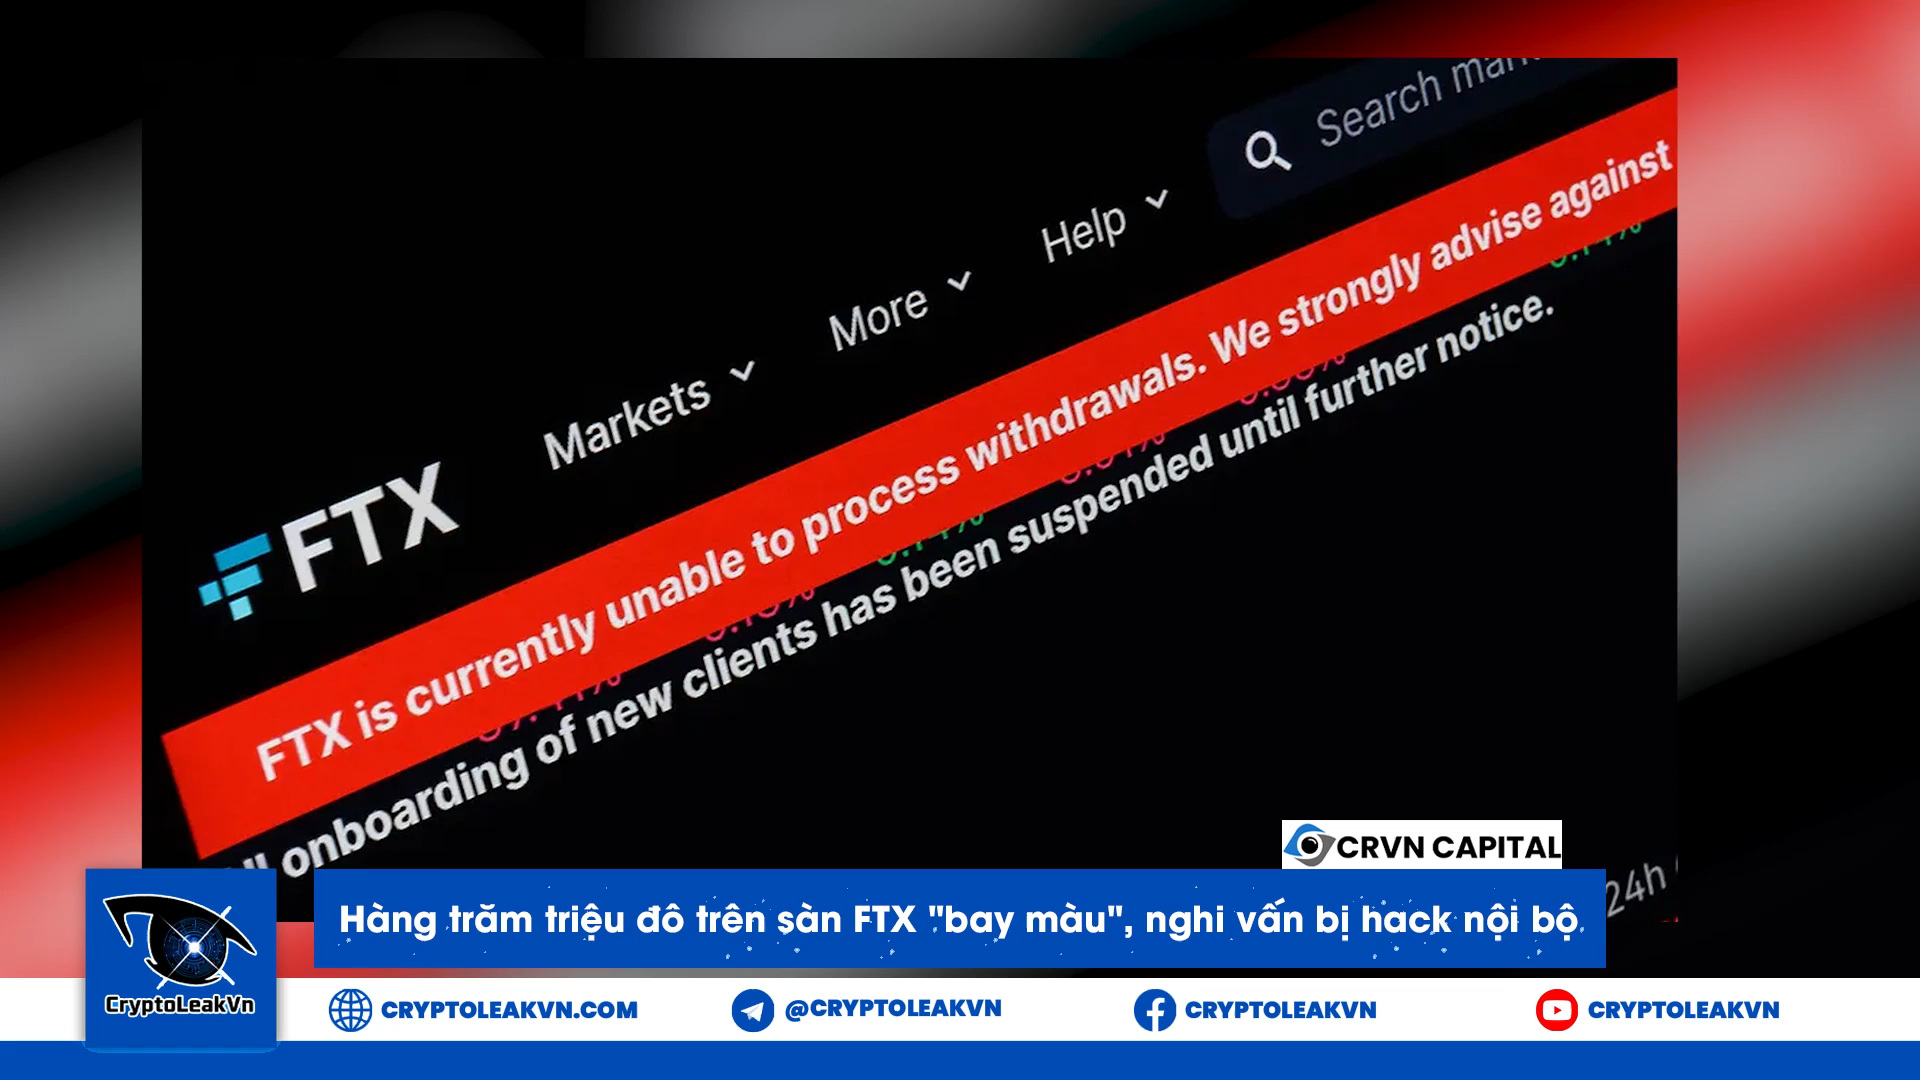 Search
Help
More
Markets
FTX
FTX is currently unable to process withdrawals. We strongly advise against
onboarding of new clients has been suspended until further notice.
24h
CRVN CAPITAL
Hàng trăm triệu đô trên sàn FTX "bay màu", nghi vấn bị hack nội bộ
CryptoLeakVn
CRYPTOLEAKVN.COM
@CRYPTOLEAKVN
CRYPTOLEAKVN
CRYPTOLEAKVN